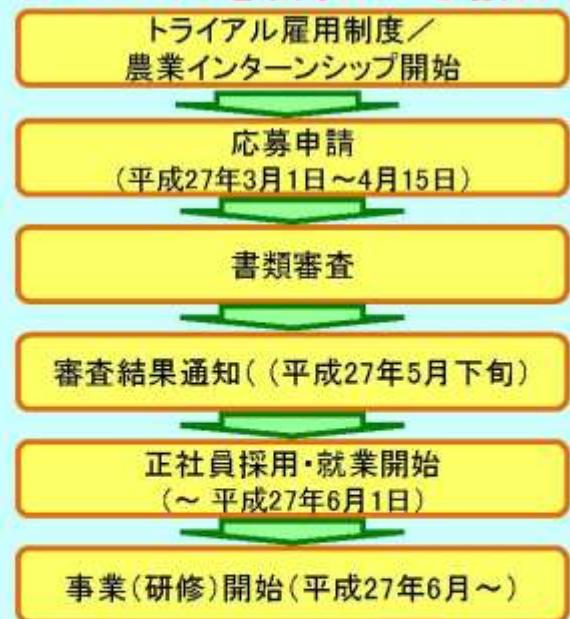 トライアル雇用制度／
農業インターンシップ開始
応募申請
(平成27年3月1日～4月15日)
書類審査
審査結果通知( (平成27年5月下旬)
正社員採用・就業開始
(～ 平成27年6月1日)
事業(研修)開始(平成27年6月～)